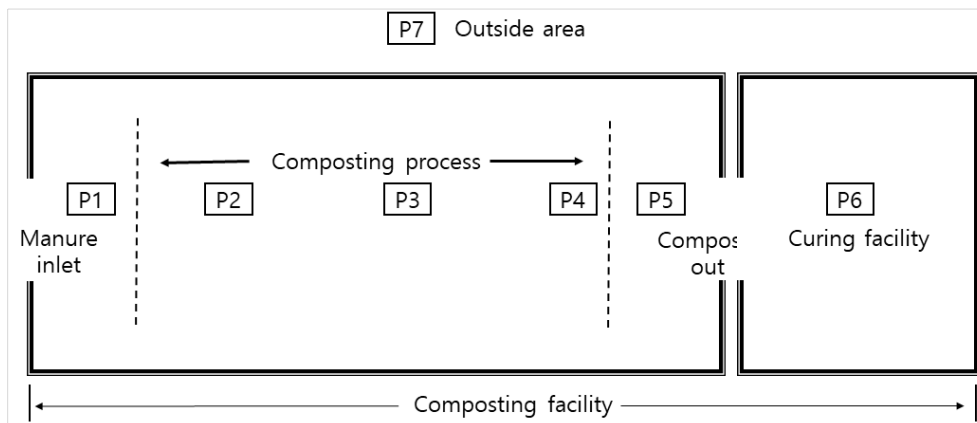 P7 Outside area
Composting process
P1 P2 P3 P4 P5 P6
Manure
inlet
Compos
out
Curing facility
Composting facility